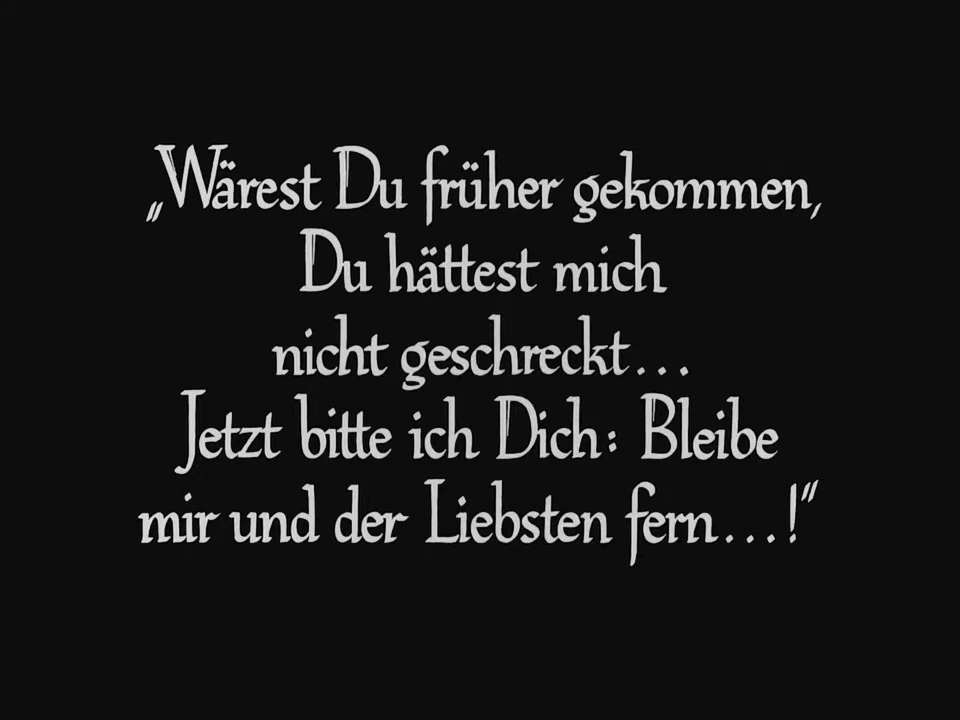 „Wärest Du früher gekommen,
Du hättest mich
nicht geschreckt...
Jetzt bitte ich Dich: Bleibe
mir und der Liebsten fern...!“